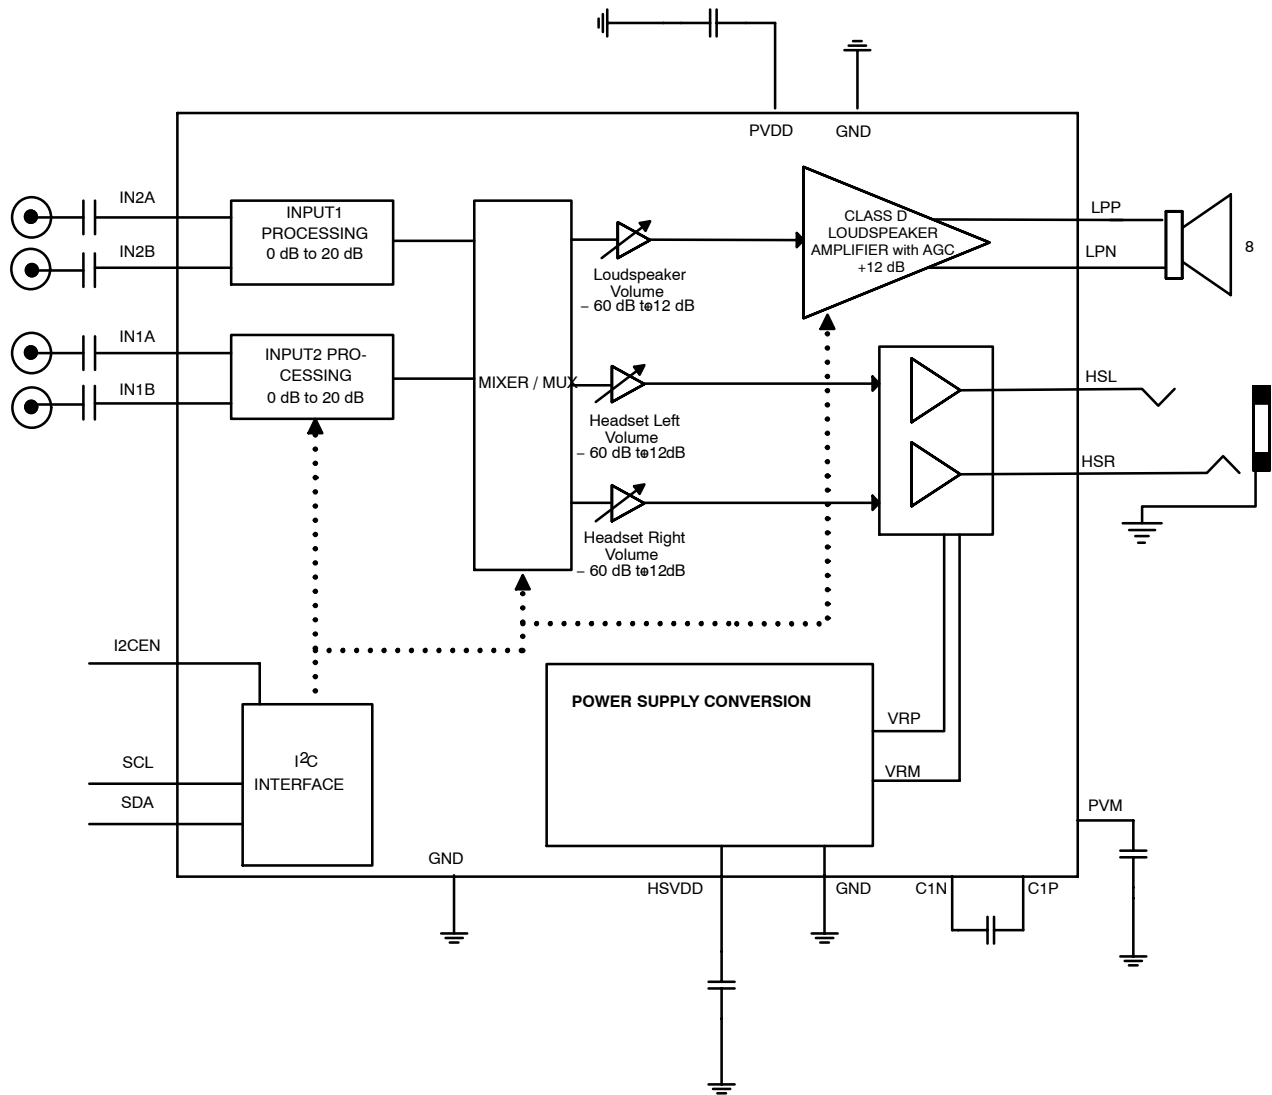 PVDD
GND
IN2A
IN2B
INPUT1
PROCESSING
0 dB to 20 dB
CLASS D
LOUDSPEAKER
AMPLIFIER with AGC
+12 dB
LPP
LPN
8
Loudspeaker
Volume
– 60 dB to+12 dB
IN1A
IN1B
INPUT2 PRO-
CESSING
0 dB to 20 dB
MIXER / MUX
Headset Left
Volume
– 60 dB to+12dB
HSL
HSR
Headset Right
Volume
– 60 dB to+12dB
I2CEN
SCL
SDA
I2C
INTERFACE
POWER SUPPLY CONVERSION
VRP
VRM
PVM
GND
HSVDD
GND
C1N
C1P